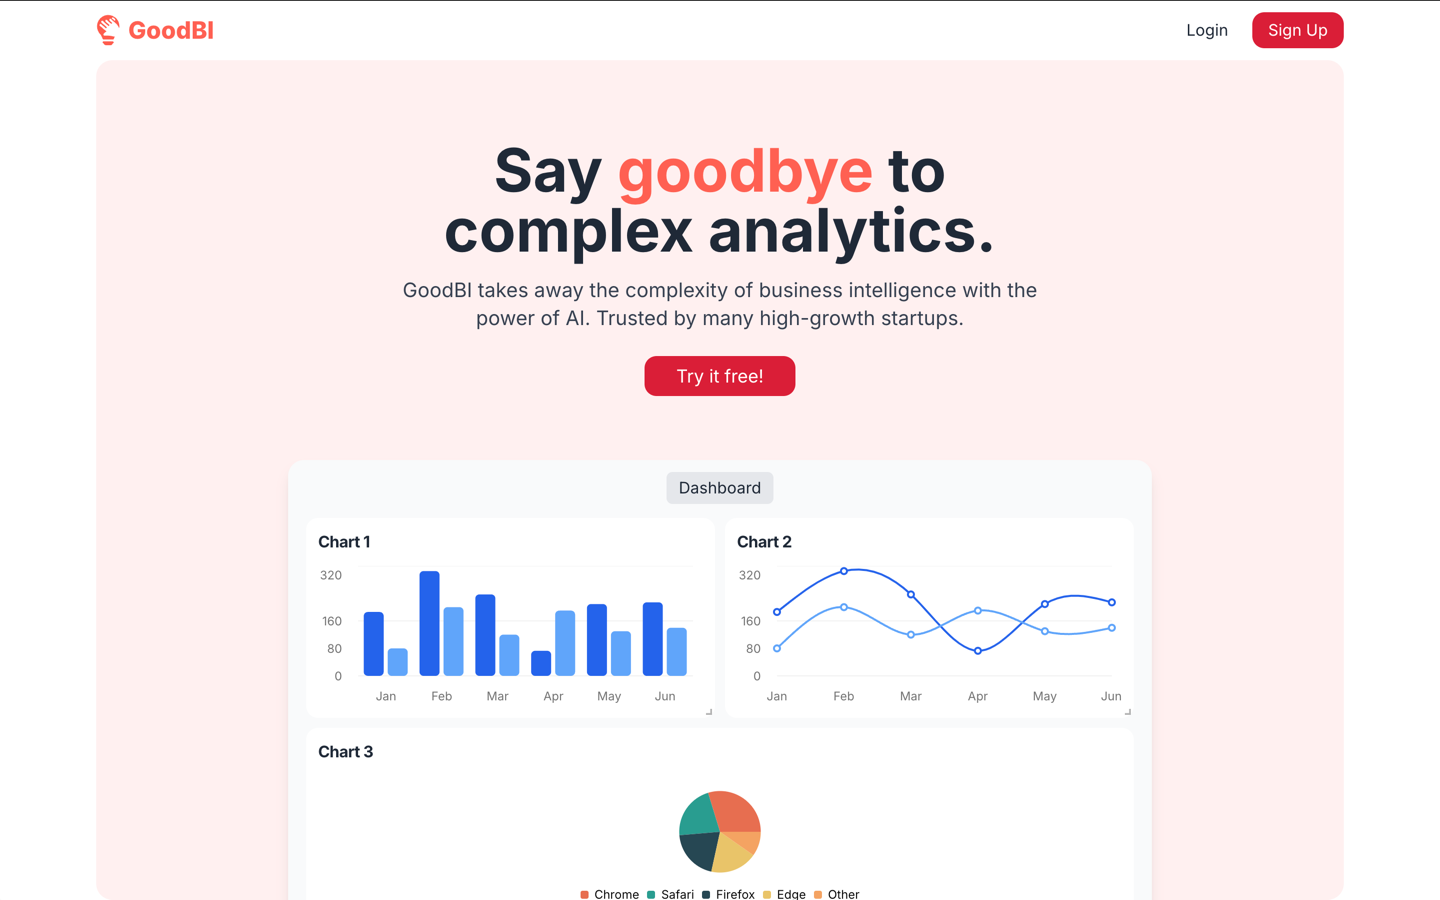 GoodBI
Login
Sign Up
Say goodbye to
complex analytics.
GoodBI takes away the complexity of business intelligence with the
power of AI. Trusted by many high-growth startups.
Try it free!
Dashboard
Chart 1
320
160
80
0
Jan Feb Mar Apr May Jun
Chart 2
320
160
80
0
Jan Feb Mar Apr May Jun
Chart 3
Chrome Safari Firefox Edge Other